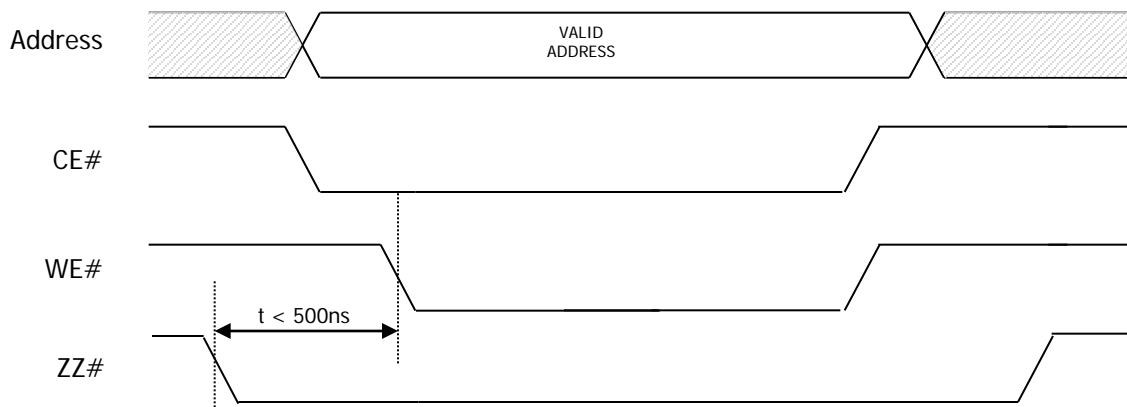 Address
VALID
ADDRESS
CE#
WE#
t < 500ns
ZZ#